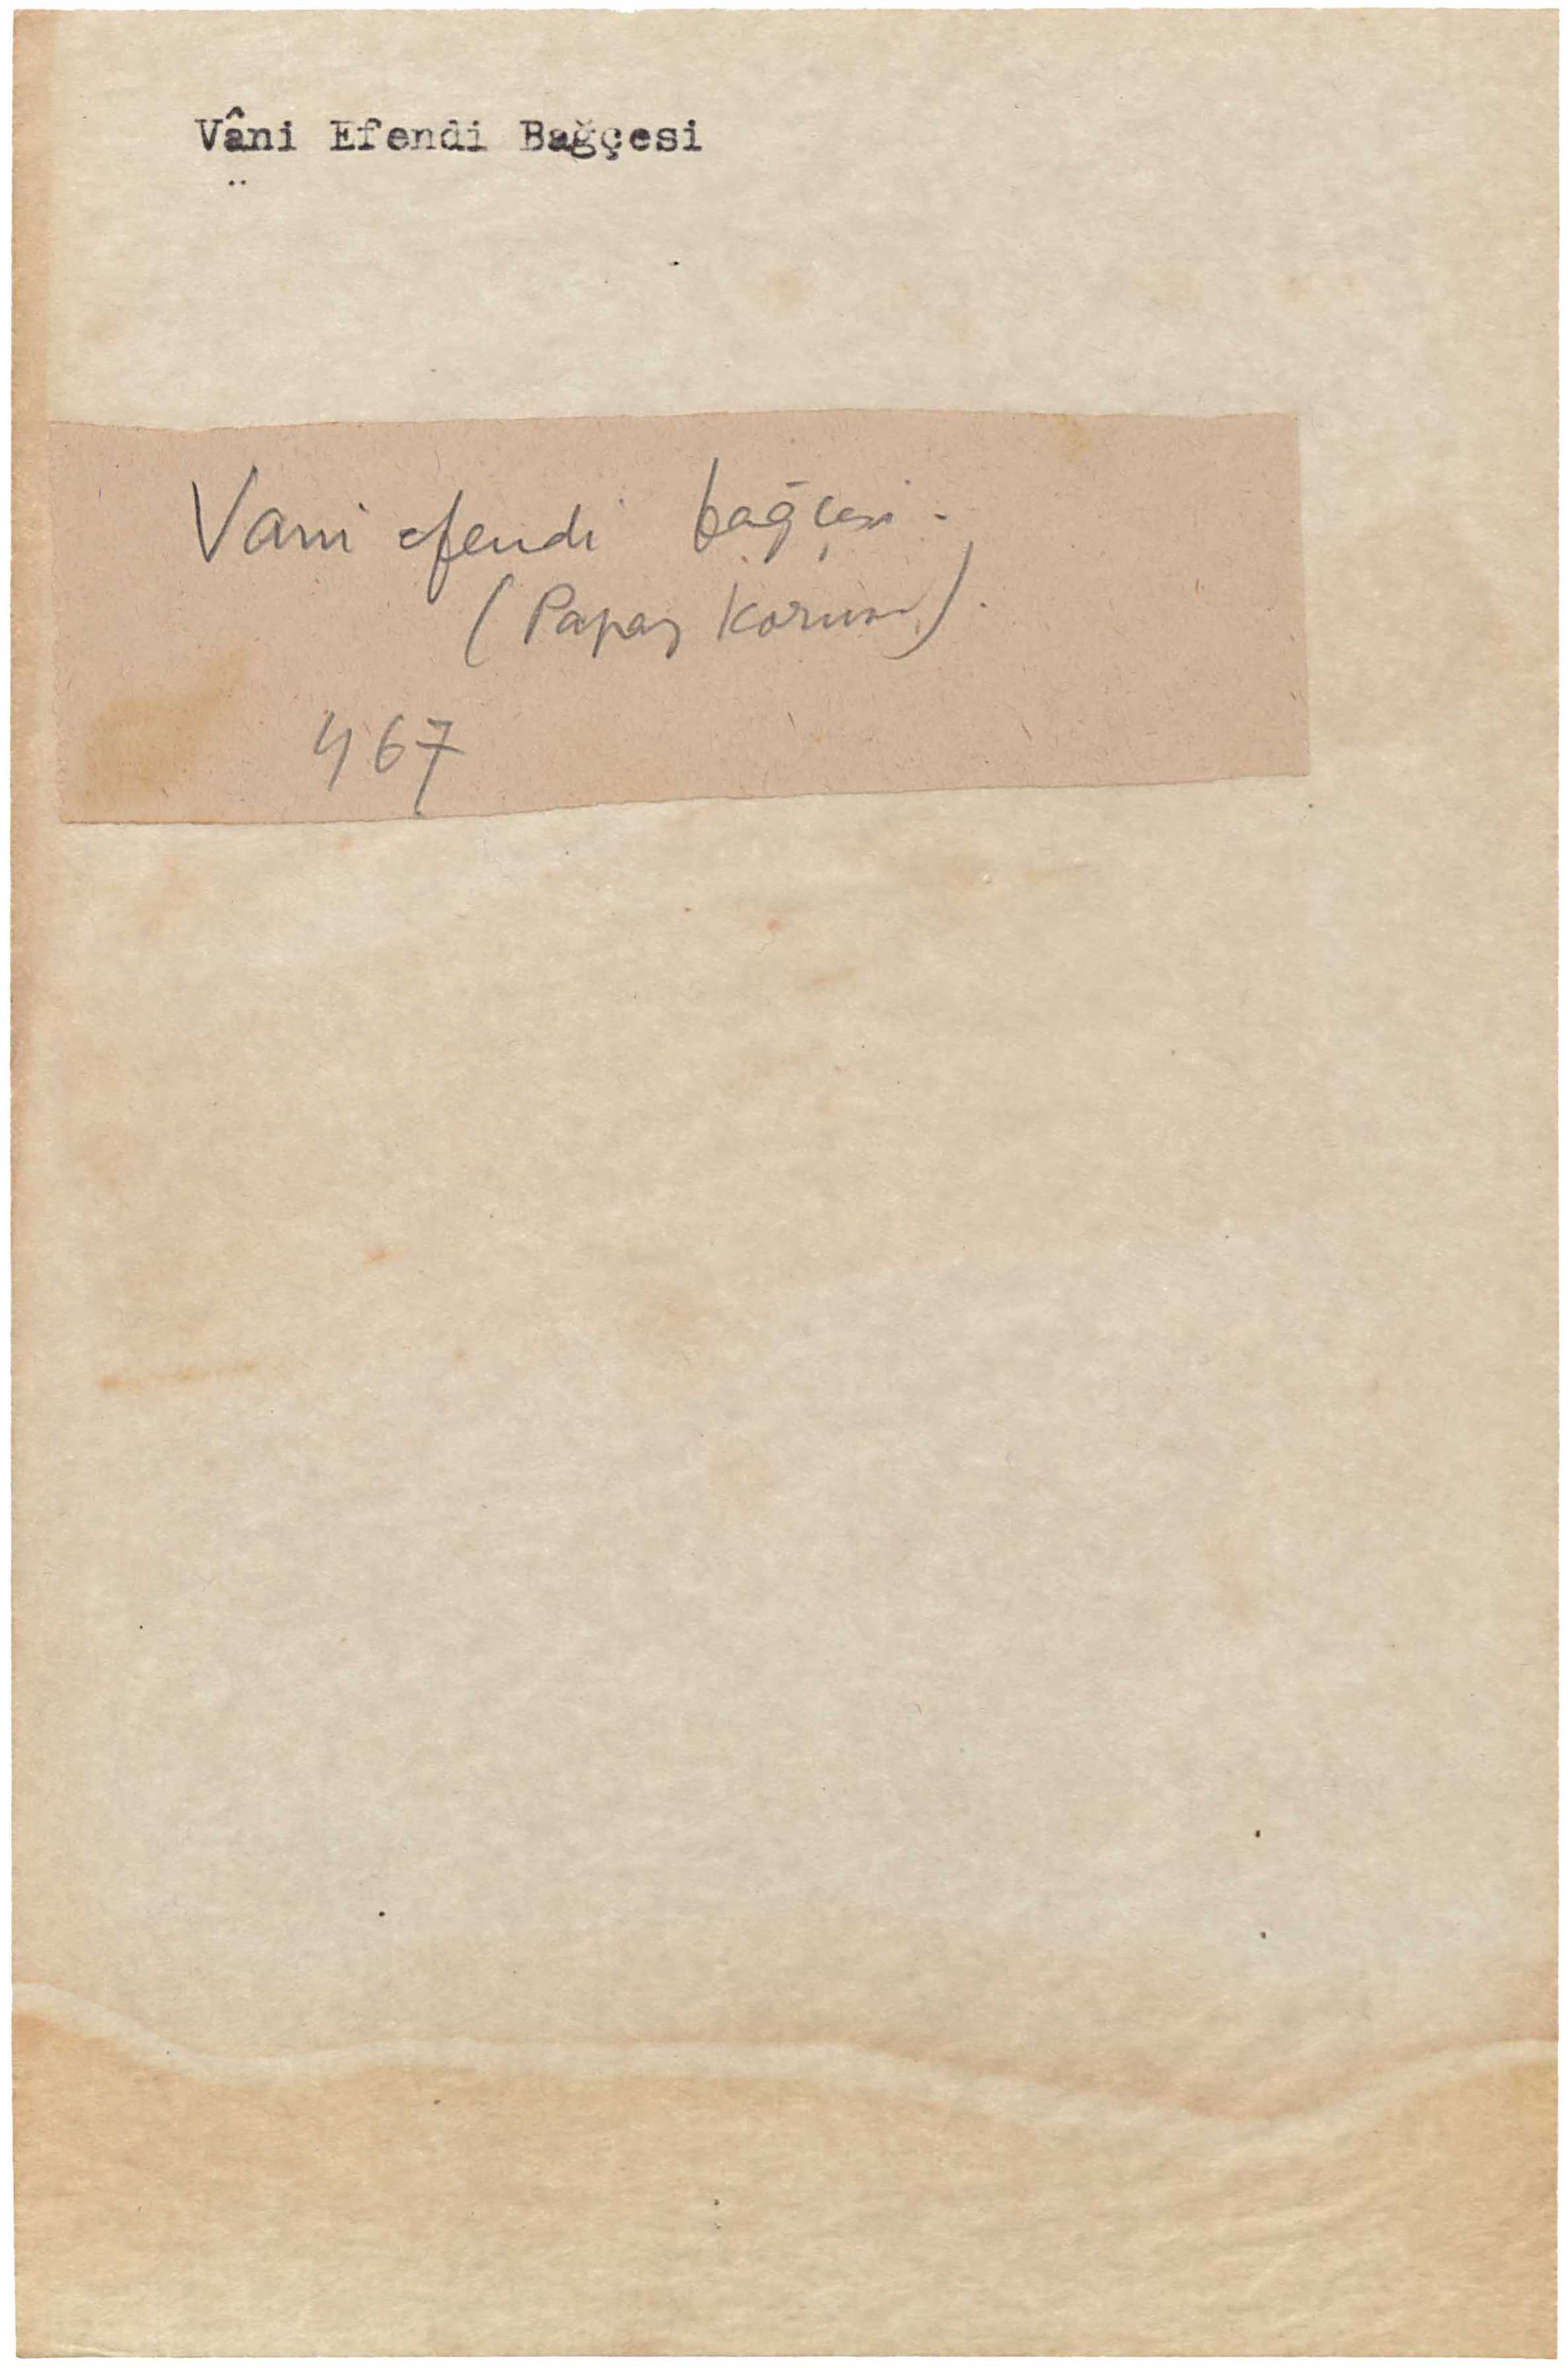 Vâni Efendi Bağçesi
Vani efendi bağçesi.
(Papaz Korusu).
467